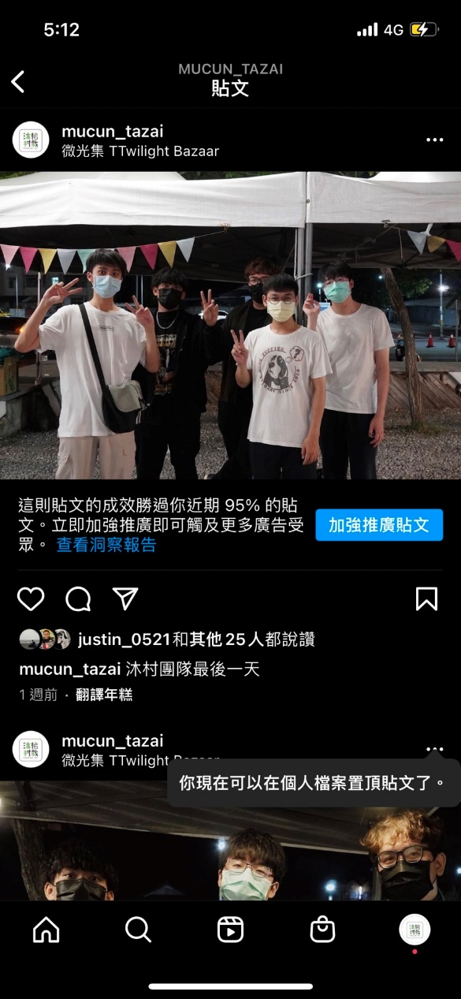 5:12
4G
MUCUN_TAZAI
貼文
mucun_tazai
微光集 TTwilight Bazaar
這則貼文的成效勝過你近期 95% 的貼
文。立即加強推廣即可觸及更多廣告受
眾。 查看洞察報告
加強推廣貼文
justin_0521和其他 25 人都說讚
mucun_tazai 沐村團隊最後一天
1 週前 · 翻譯年糕
mucun_tazai
微光集 TTwilight Bazaar
你現在可以在個人檔案置頂貼文了。